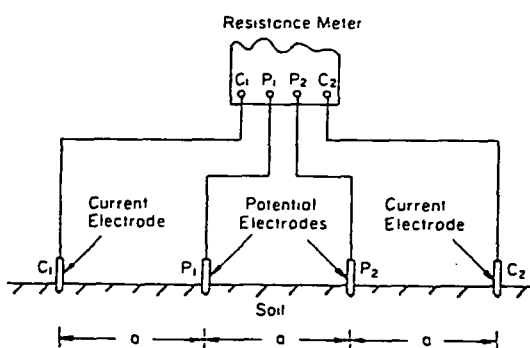 Resistance Meter
C₁ P₁ P₂ C₂
Current Electrode
Potential Electrodes
Current Electrode
C₁ P₁ P₂ C₂
Soil
a a a